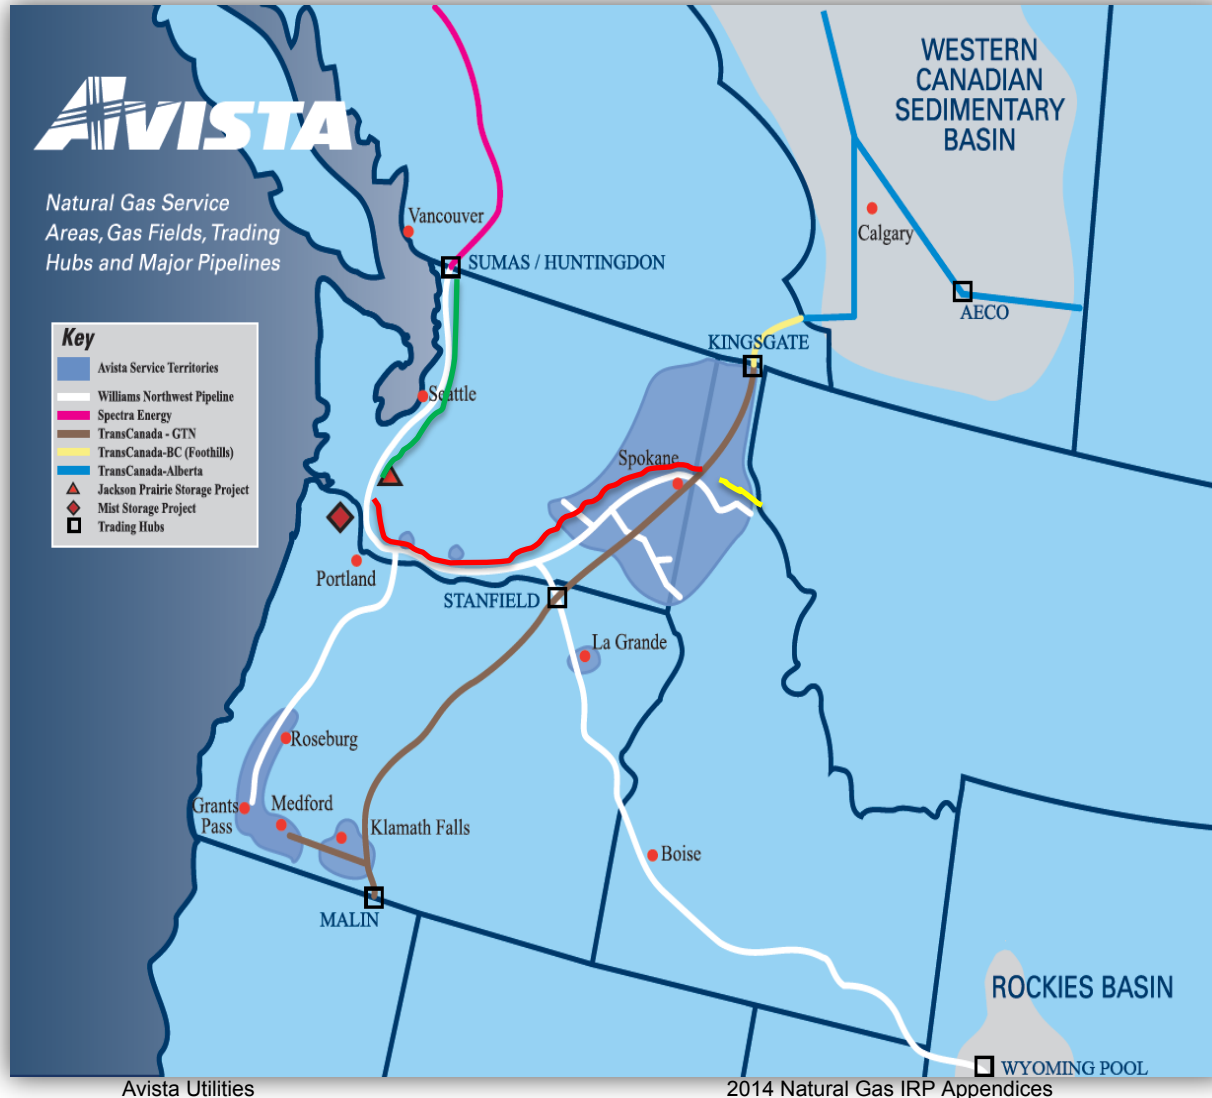 AVISTA
Natural Gas Service
Areas, Gas Fields, Trading
Hubs and Major Pipelines
WESTERN
CANADIAN
SEDIMENTARY
BASIN
Vancouver
Calgary
SUMAS / HUNTINGDON
AECO
KINGSGATE
Key
Avista Service Territories
Williams Northwest Pipeline
Spectra Energy
TransCanada - GTN
TransCanada-BC (Foothills)
TransCanada-Alberta
Jackson Prairie Storage Project
Mist Storage Project
Trading Hubs
Seattle
Spokane
Portland
STANFIELD
La Grande
Roseburg
Grants
Pass
Medford
Klamath Falls
Boise
MALIN
ROCKIES BASIN
WYOMING POOL
Avista Utilities
2014 Natural Gas IRP Appendices